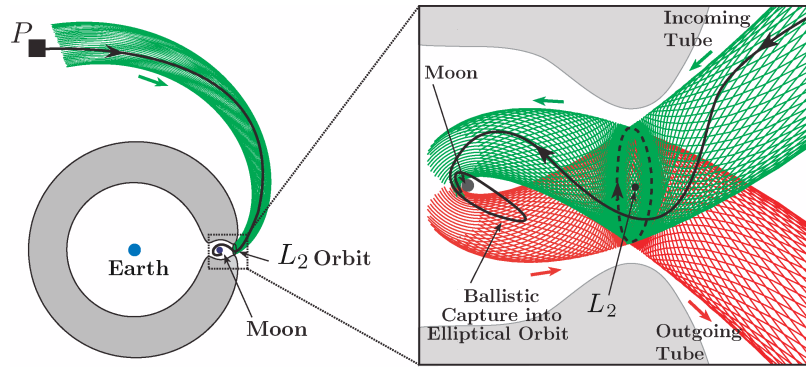 P
Earth
L2 Orbit
Moon
Incoming
Tube
Moon
Ballistic
Capture into
Elliptical Orbit
L2
Outgoing
Tube